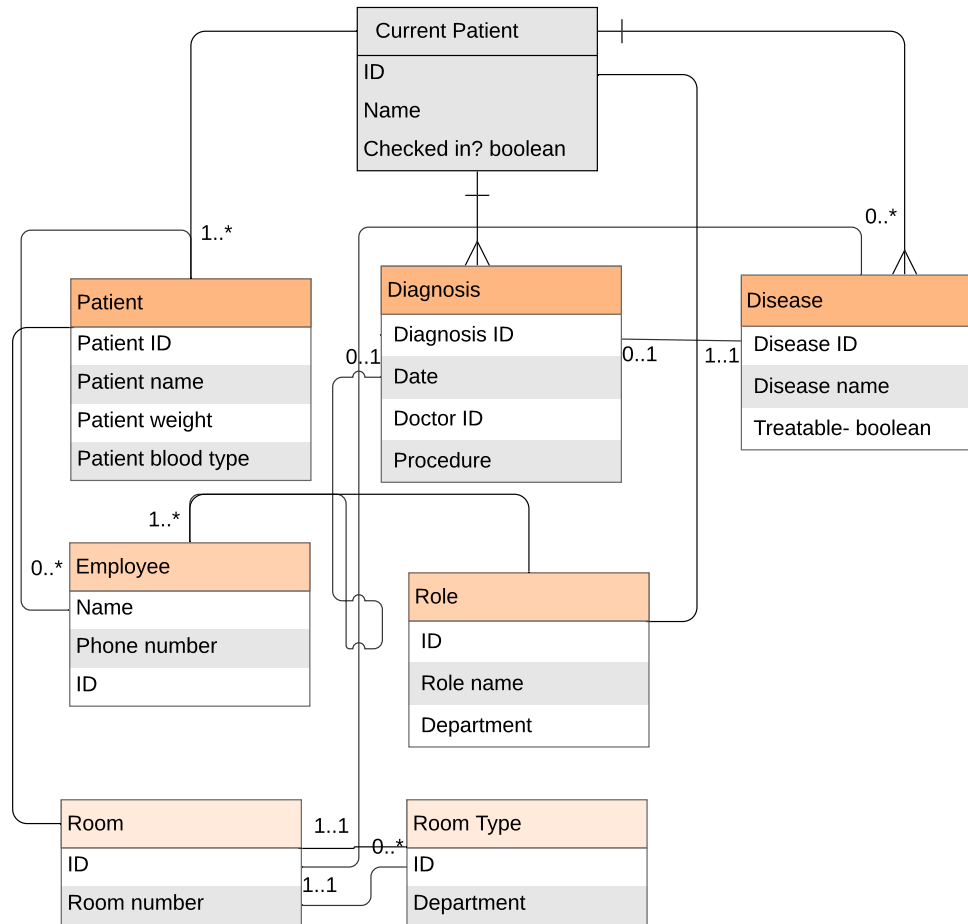 Current Patient
ID
Name
Checked in? boolean
1..*
0..*
Patient
Patient ID
Patient name
Patient weight
Patient blood type
Diagnosis
Diagnosis ID
Date
Doctor ID
Procedure
0..1
0..1
1..1
Disease
Disease ID
Disease name
Treatable- boolean
1..*
0..*
Employee
Name
Phone number
ID
Role
ID
Role name
Department
Room
ID
Room number
1..1
0..*
1..1
Room Type
ID
Department